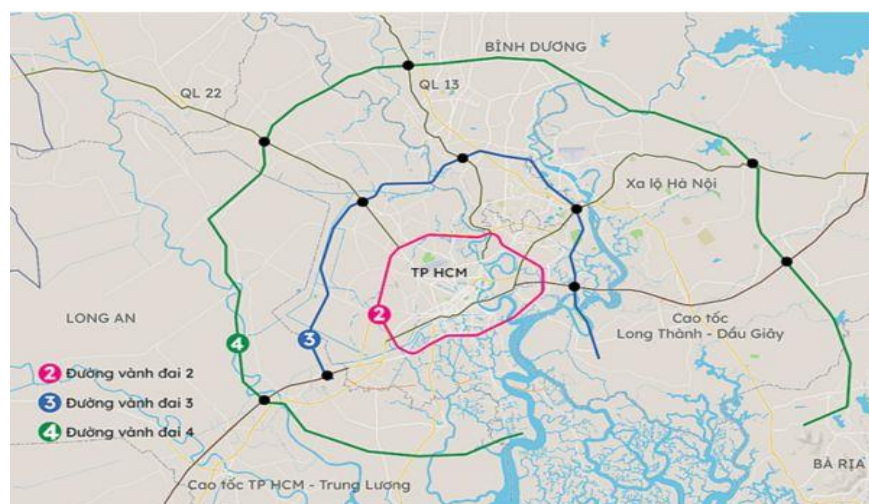 BÌNH DƯƠNG
QL 22
QL 13
Xa lộ Hà Nội
TP HCM
2
LONG AN
3
4
Cao tốc
Long Thành - Dầu Giây
2 Đường vành đai 2
3 Đường vành đai 3
4 Đường vành đai 4
BÀ RỊA
Cao tốc TP HCM - Trung Lương